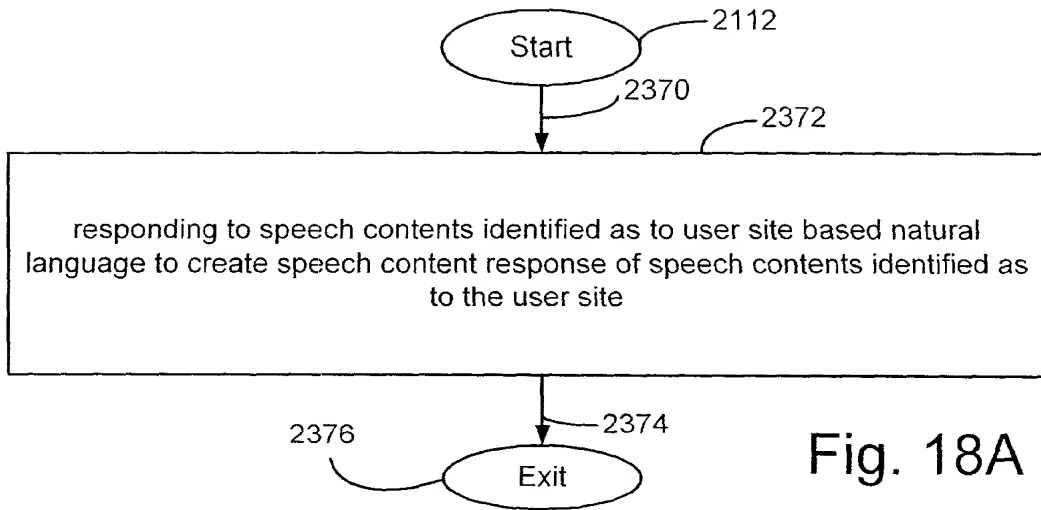 Start
2112
2370
2372
responding to speech contents identified as to user site based natural
language to create speech content response of speech contents identified as
to the user site
2374
2376
Exit
Fig. 18A